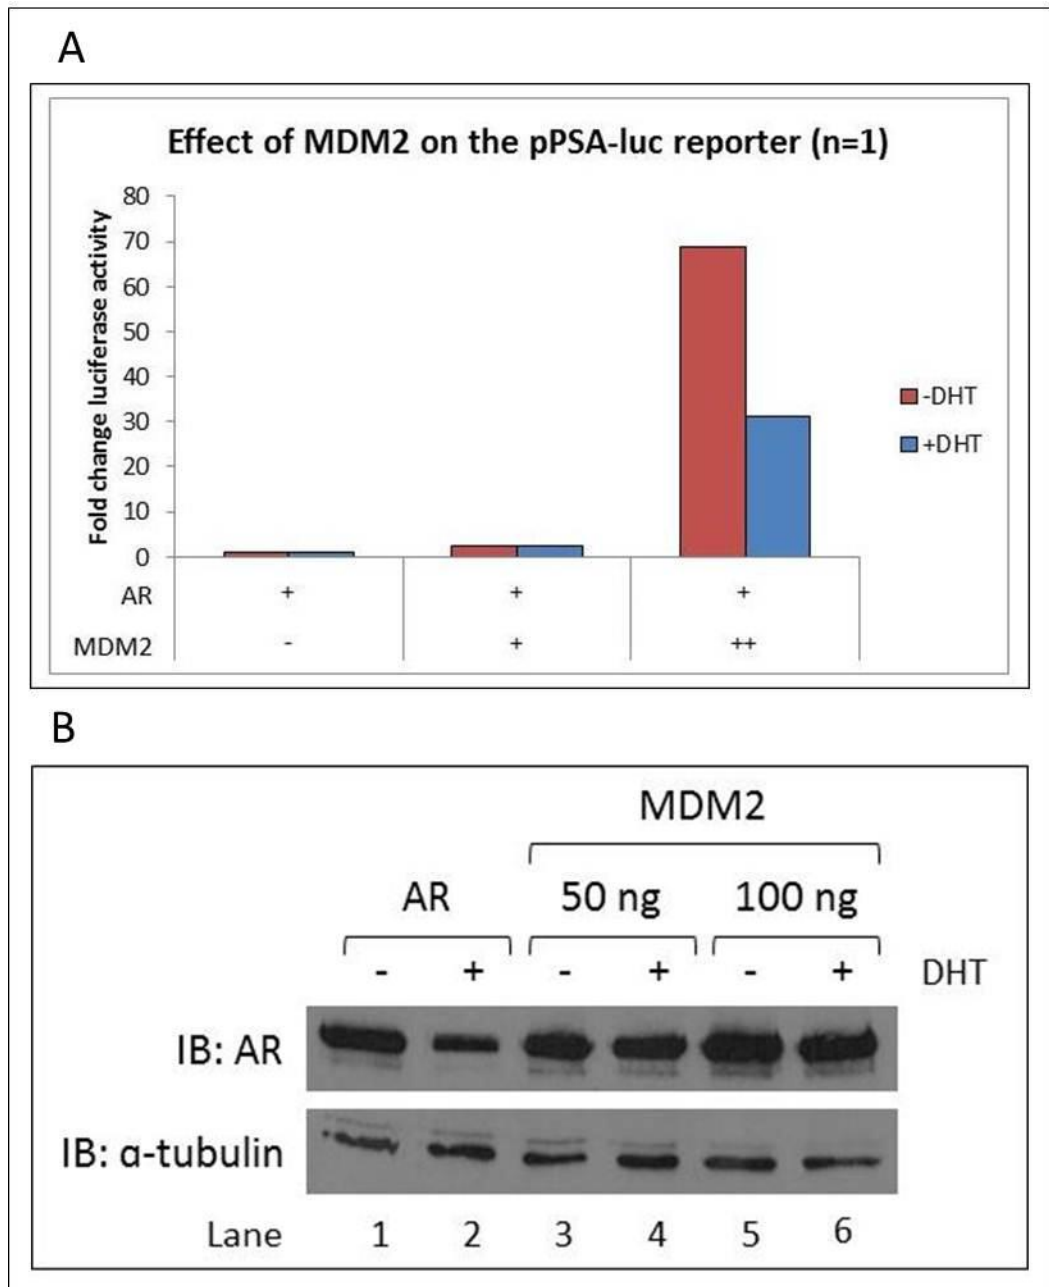 A
Effect of MDM2 on the pPSA-luc reporter (n=1)
Fold change luciferase activity
80
70
60
50
40
30
20
10
0
-DHT
+DHT
AR + + +
MDM2 - + ++
B
MDM2
AR 50 ng 100 ng
- + - + - + DHT
IB: AR
IB: α-tubulin
Lane 1 2 3 4 5 6